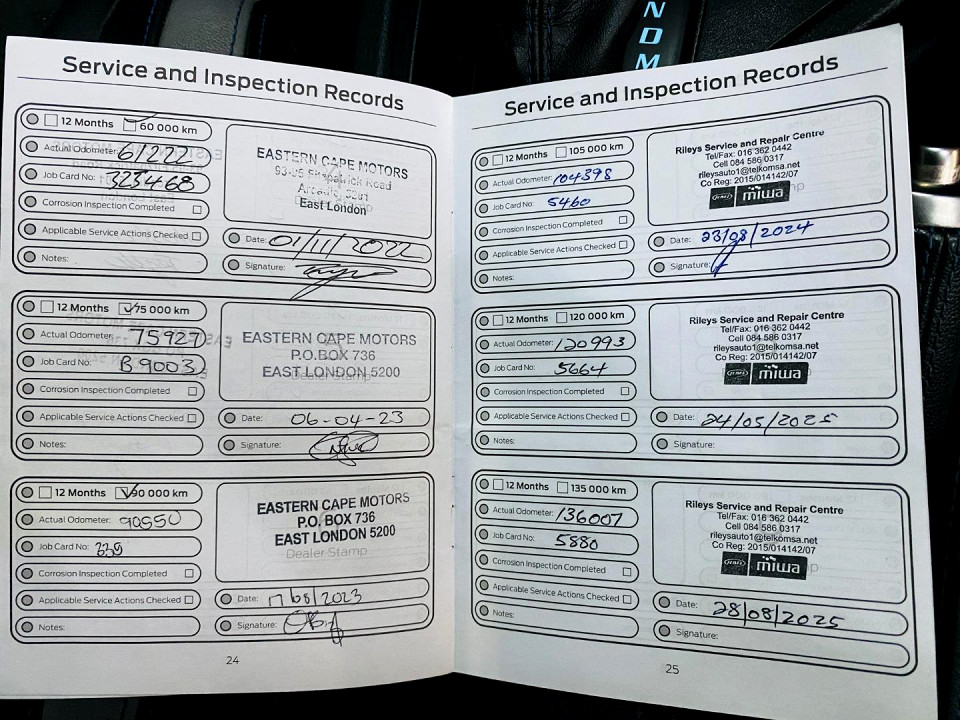 NDM
Service and Inspection Records
12 Months 60 000 km
Actual Odometer: 61222
Job Card No: 323468
Corrosion Inspection Completed
Applicable Service Actions Checked
Notes:
EASTERN CAPE MOTORS
Road
East London
Date: 01/11/2022
Signature:
12 Months 75 000 km
Actual Odometer: 75927
Job Card No: B9003
Corrosion Inspection Completed
Applicable Service Actions Checked
Notes:
EASTERN CAPE MOTORS
P.O.BOX 736
EAST LONDON 5200
Dealer Stamp
Date: 06-04-23
Signature:
12 Months 90 000 km
Actual Odometer: 90550
Job Card No:
Corrosion Inspection Completed
Applicable Service Actions Checked
Notes:
EASTERN CAPE MOTORS
P.O. BOX 736
EAST LONDON 5200
Dealer Stamp
Date:
Signature:
24
Service and Inspection Records
12 Months 105 000 km
Actual Odometer: 104398
Job Card No: 5460
Corrosion Inspection Completed
Applicable Service Actions Checked
Notes:
Rileys Service and Repair Centre
Tel/Fax: 016 362 0442
Cell 084 586 0317
rileysauto1@telkomsa.net
Co Reg: 2015/014142/07
miwa
Date: 23/08/2024
Signature:
12 Months 120 000 km
Actual Odometer: 120993
Job Card No: 5664
Corrosion Inspection Completed
Applicable Service Actions Checked
Notes:
Rileys Service and Repair Centre
Tel/Fax: 016 362 0442
Cell 084 586 0317
rileysauto1@telkomsa.net
Co Reg: 2015/014142/07
miwa
Date: 24/05/2025
Signature:
12 Months 135 000 km
Actual Odometer: 136007
Job Card No: 5880
Corrosion Inspection Completed
Applicable Service Actions Checked
Notes:
Rileys Service and Repair Centre
Tel/Fax: 016 362 0442
Cell 084 586 0317
rileysauto1@telkomsa.net
Co Reg: 2015/014142/07
miwa
Date: 28/08/2025
Signature:
25